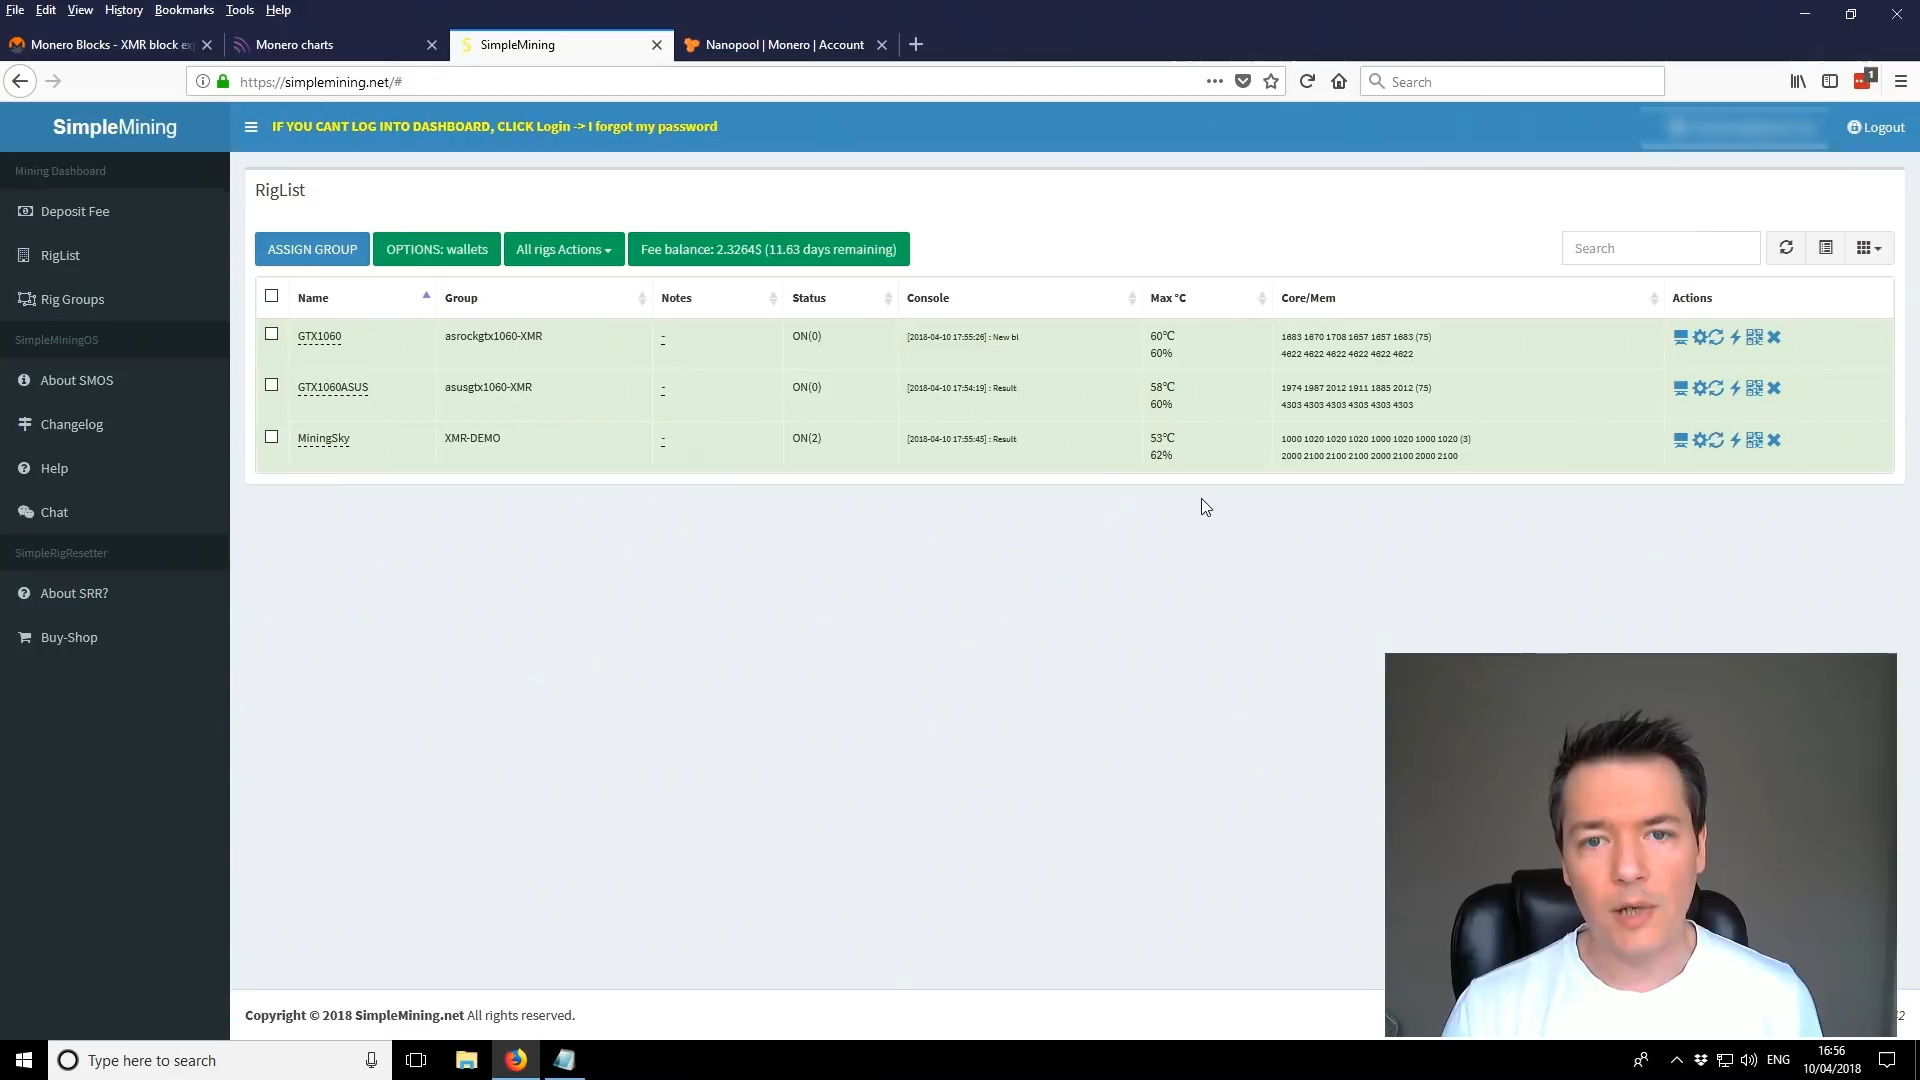 File Edit View History Bookmarks Tools Help
Monero Blocks - XMR block ex
Monero charts
SimpleMining
Nanopool | Monero | Account
https://simplemining.net/#
Search
1
SimpleMining
IF YOU CANT LOG INTO DASHBOARD, CLICK Login -> I forgot my password
Logout
Mining Dashboard
Deposit Fee
RigList
Rig Groups
SimpleMiningOS
About SMOS
Changelog
Help
Chat
SimpleRigResetter
About SRR?
Buy-Shop
RigList
ASSIGN GROUP
OPTIONS: wallets
All rigs Actions
Fee balance: 2.3264$ (11.63 days remaining)
Search
Name Group Notes Status Console Max °C Core/Mem Actions
GTX1060 asrockgtx1060-XMR - ON(0) [2018-04-10 17:55:26] : New bl 60°C 1683 1670 1708 1657 1657 1683 (75)
60% 4622 4622 4622 4622 4622 4622
GTX1060ASUS asusgtx1060-XMR - ON(0) [2018-04-10 17:54:19] : Result 58°C 1974 1987 2012 1911 1885 2012 (75)
60% 4303 4303 4303 4303 4303 4303
MiningSky XMR-DEMO - ON(2) [2018-04-10 17:55:45] : Result 53°C 1000 1020 1020 1020 1000 1020 1000 1020 (3)
62% 2000 2100 2100 2100 2000 2100 2000 2100
Copyright © 2018 SimpleMining.net All rights reserved.
Type here to search
ENG
16:56
10/04/2018